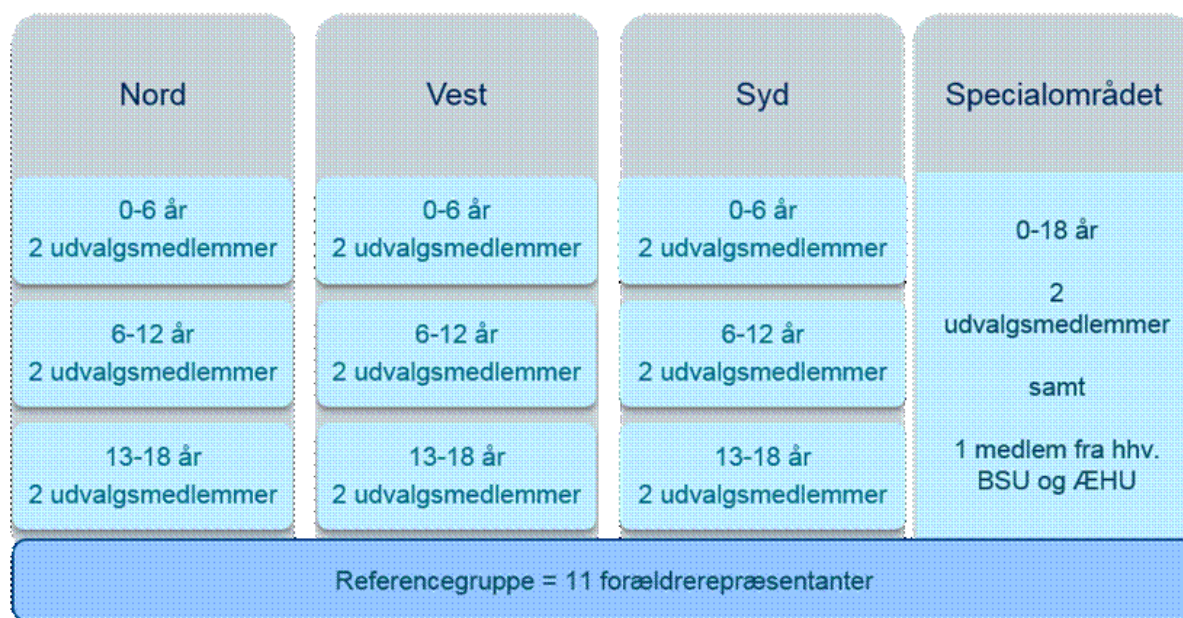 Nord
0-6 år
2 udvalgsmedlemmer
6-12 år
2 udvalgsmedlemmer
13-18 år
2 udvalgsmedlemmer
Vest
0-6 år
2 udvalgsmedlemmer
6-12 år
2 udvalgsmedlemmer
13-18 år
2 udvalgsmedlemmer
Syd
0-6 år
2 udvalgsmedlemmer
6-12 år
2 udvalgsmedlemmer
13-18 år
2 udvalgsmedlemmer
Specialområdet
0-18 år
2
udvalgsmedlemmer
samt
1 medlem fra hhv.
BSU og ÆHU
Referencegruppe = 11 forældrerepræsentanter